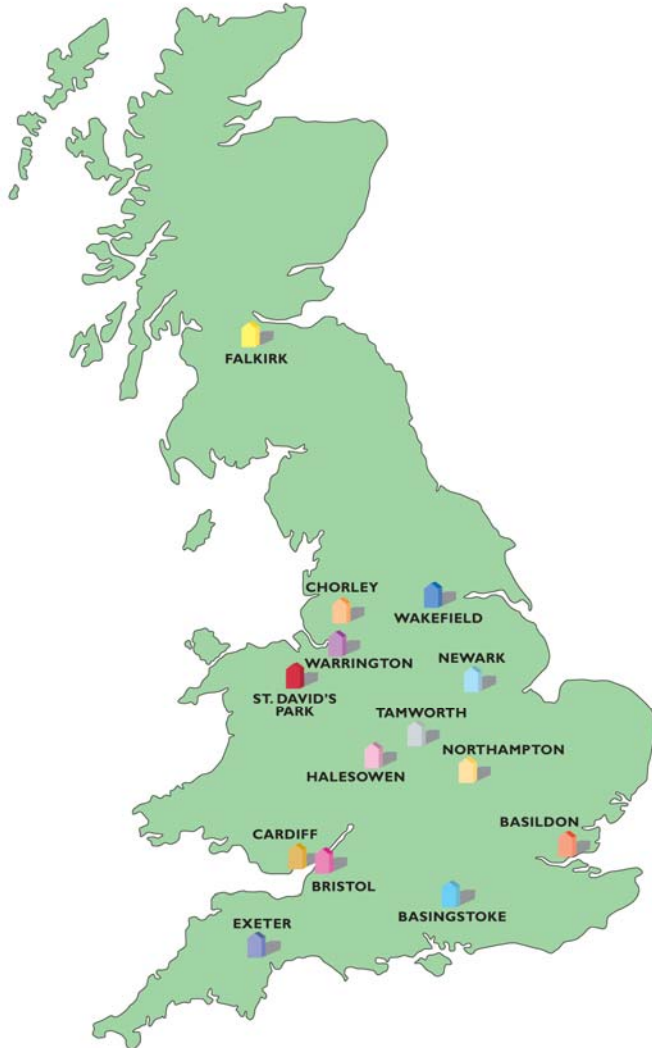 FALKIRK
CHORLEY
WAKEFIELD
WARRINGTON
NEWARK
ST. DAVID'S
PARK
TAMWORTH
NORTHAMPTON
HALESOWEN
BASILDON
CARDIFF
BRISTOL
BASINGSTOKE
EXETER